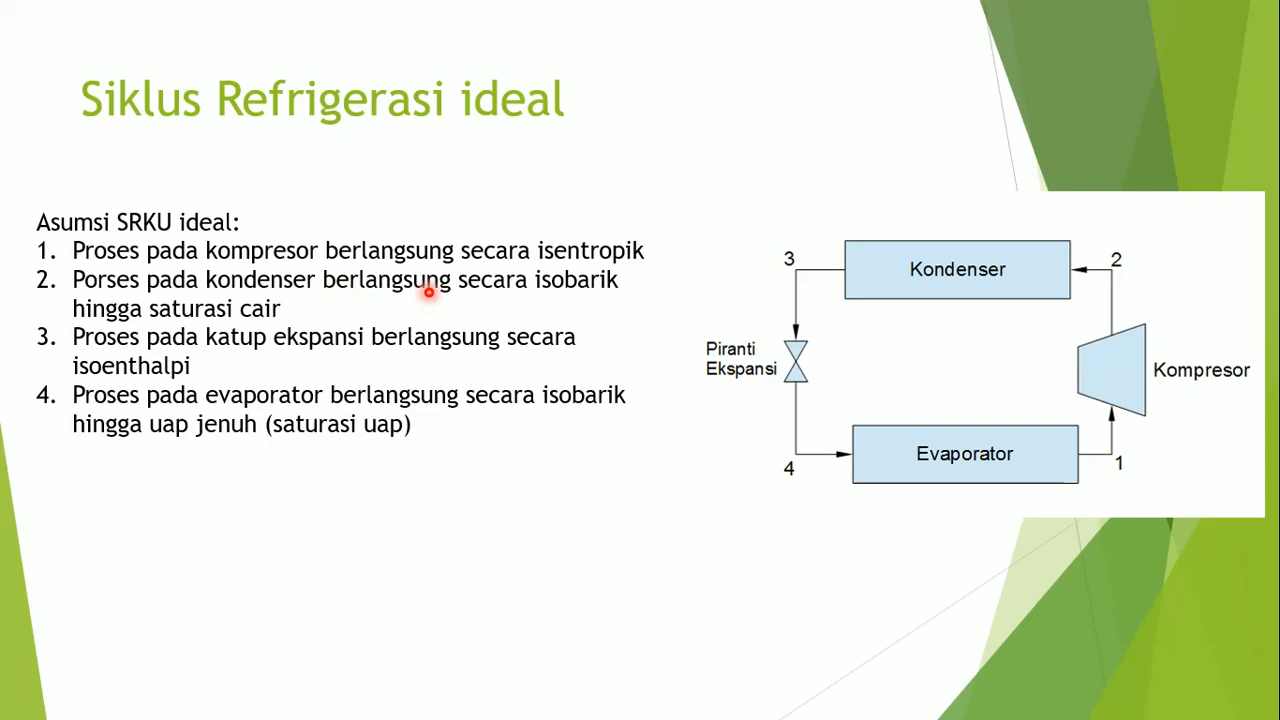 Siklus Refrigerasi ideal
Asumsi SRKU ideal:
1. Proses pada kompresor berlangsung secara isentropik
2. Porses pada kondenser berlangsung secara isobarik
hingga saturasi cair
3. Proses pada katup ekspansi berlangsung secara
isoenthalpi
4. Proses pada evaporator berlangsung secara isobarik
hingga uap jenuh (saturasi uap)
3
Kondenser
2
Piranti
Ekspansi
Kompresor
4
Evaporator
1